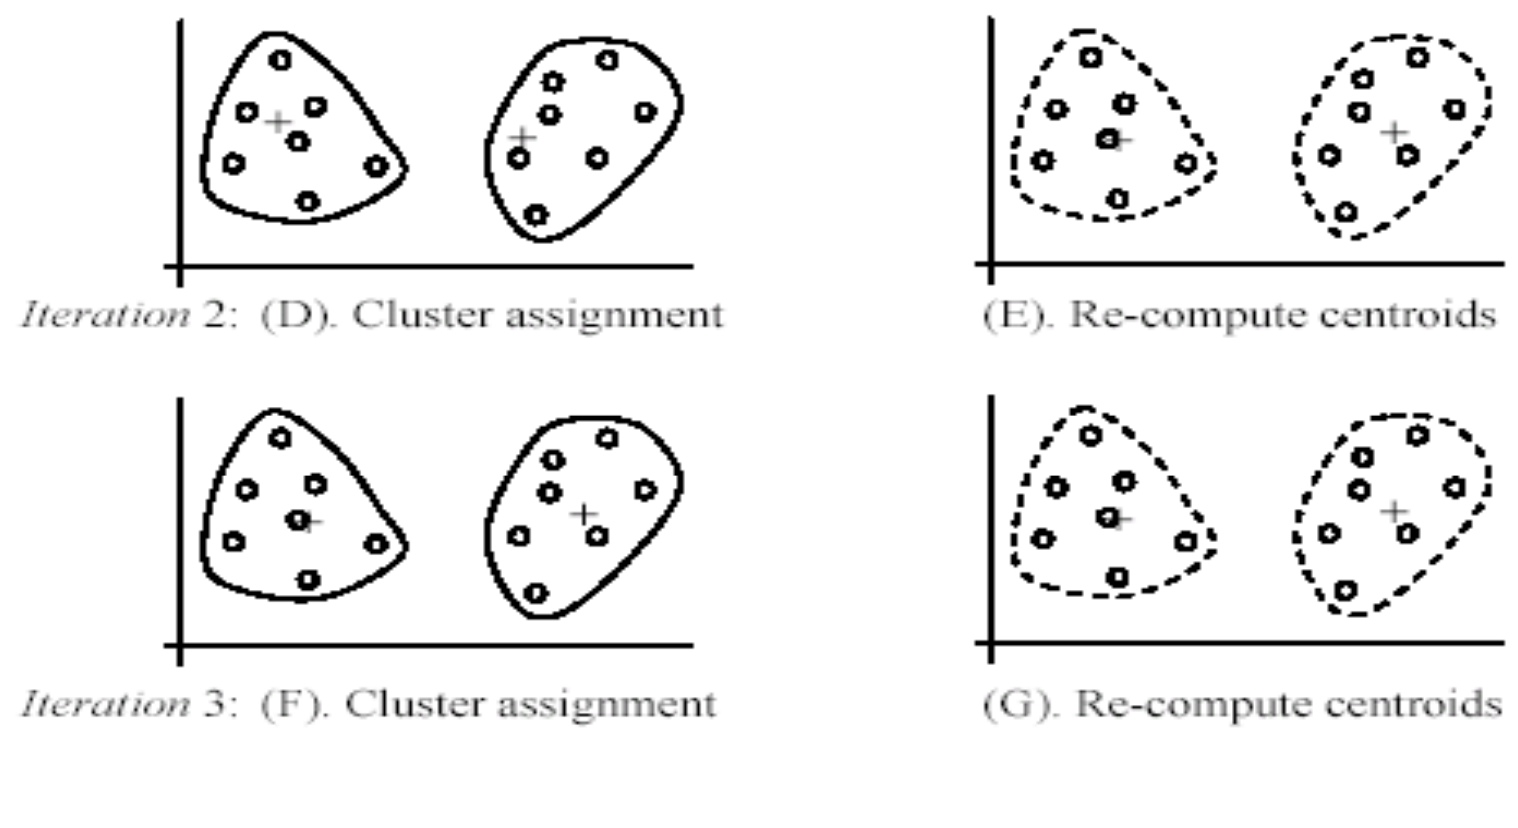 Iteration 2: (D). Cluster assignment
(E). Re-compute centroids
Iteration 3: (F). Cluster assignment
(G). Re-compute centroids